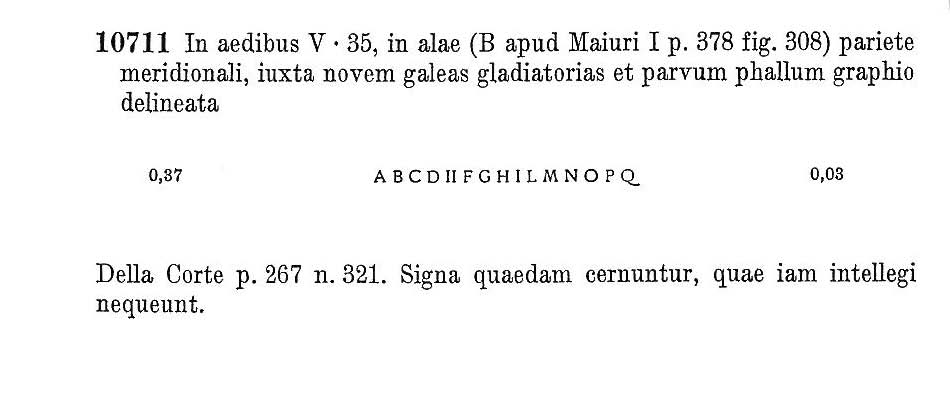 10711 In aedibus V · 35, in alae (B apud Maiuri I p. 378 fig. 308) pariete
meridionali, iuxta novem galeas gladiatorias et parvum phallum graphio
delineata
0,37 A B C D II F G H I L M N O P Q 0,03
Della Corte p. 267 n. 321. Signa quaedam cernuntur, quae iam intellegi
nequeunt.